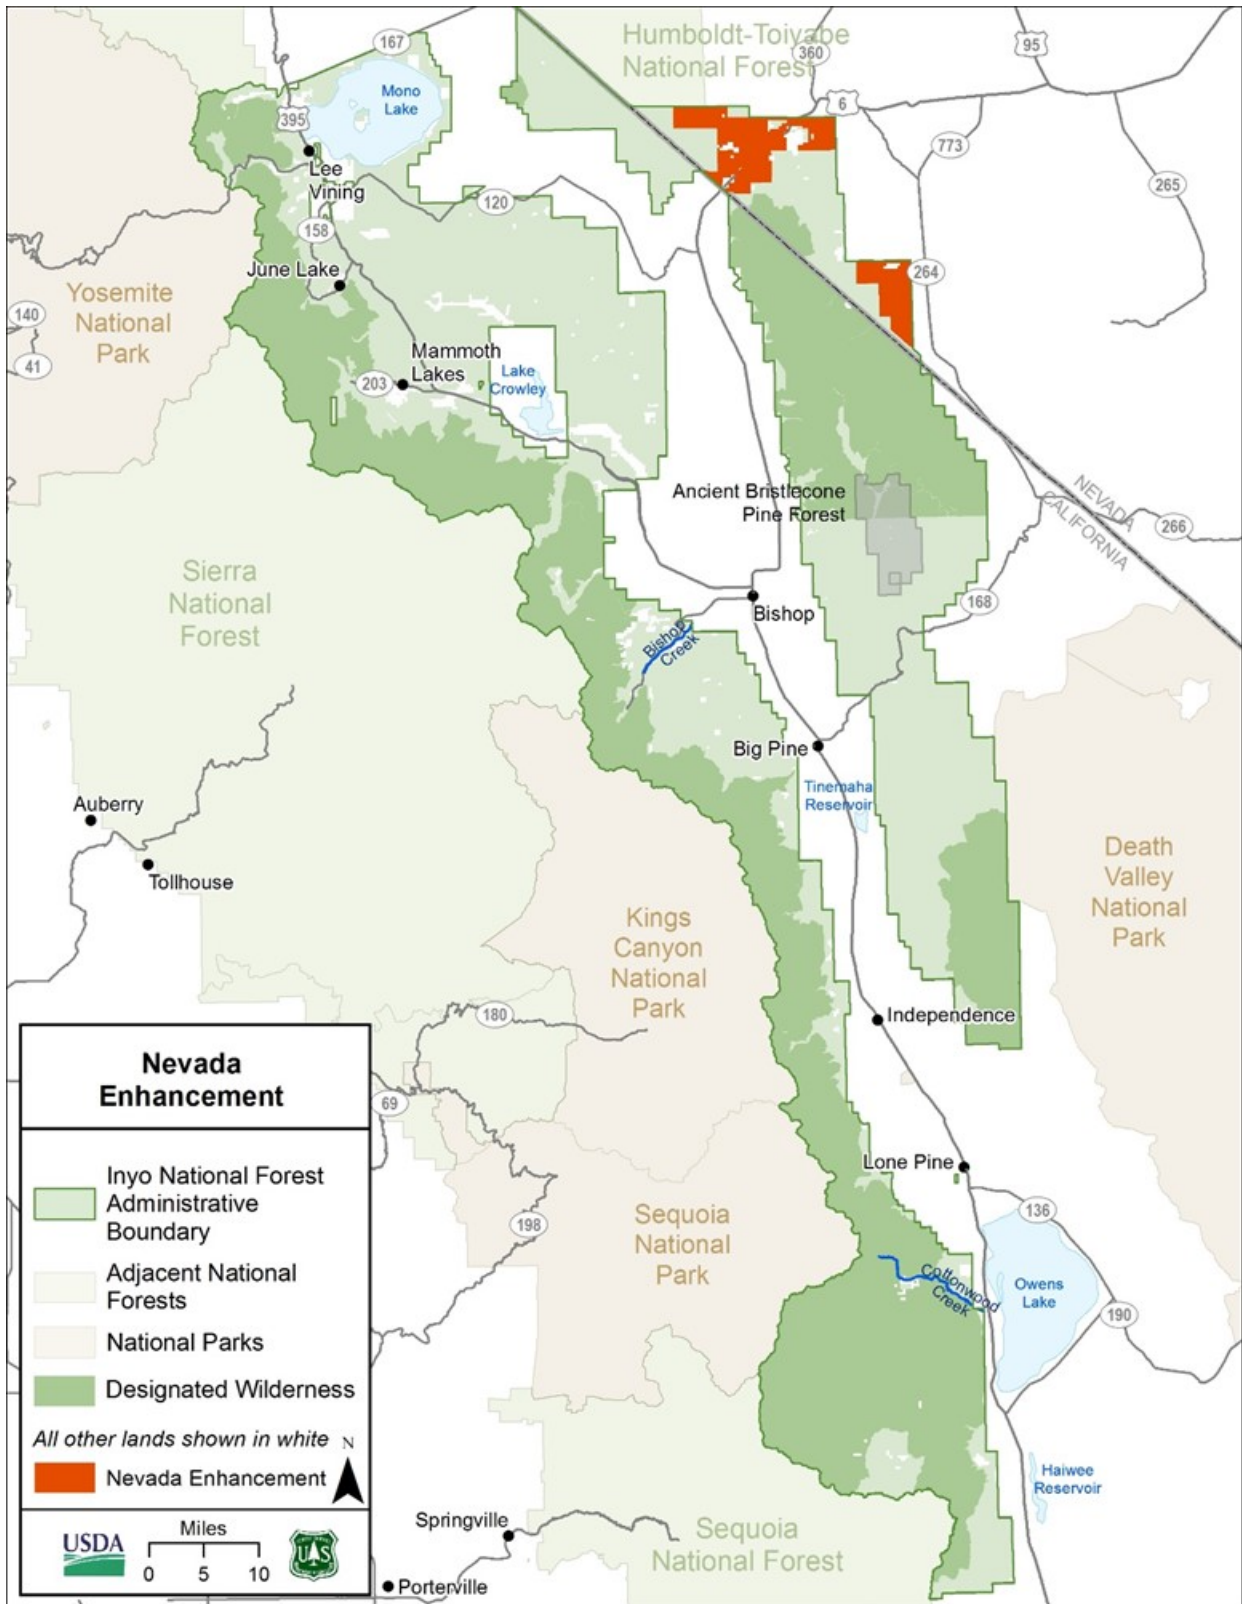 Humboldt-Toiyabe
National Forest
167
360
95
6
Mono
Lake
395
773
Lee
Vining
265
120
158
June Lake
264
Yosemite
National
Park
140
41
Mammoth
Lakes
203
Lake
Crowley
Ancient Bristlecone
Pine Forest
NEVADA
CALIFORNIA
266
Sierra
National
Forest
168
Bishop
Bishop
Creek
Big Pine
Tinemaha
Reservoir
Auberry
Tollhouse
Death
Valley
National
Park
Kings
Canyon
National
Park
Independence
180
69
Lone Pine
198
136
Sequoia
National
Park
Cottonwood
Creek
Owens
Lake
190
Haiwee
Reservoir
Springville
Sequoia
National Forest
Porterville
Nevada
Enhancement
Inyo National Forest
Administrative
Boundary
Adjacent National
Forests
National Parks
Designated Wilderness
All other lands shown in white
N
Nevada Enhancement
USDA
Miles
0 5 10
U S